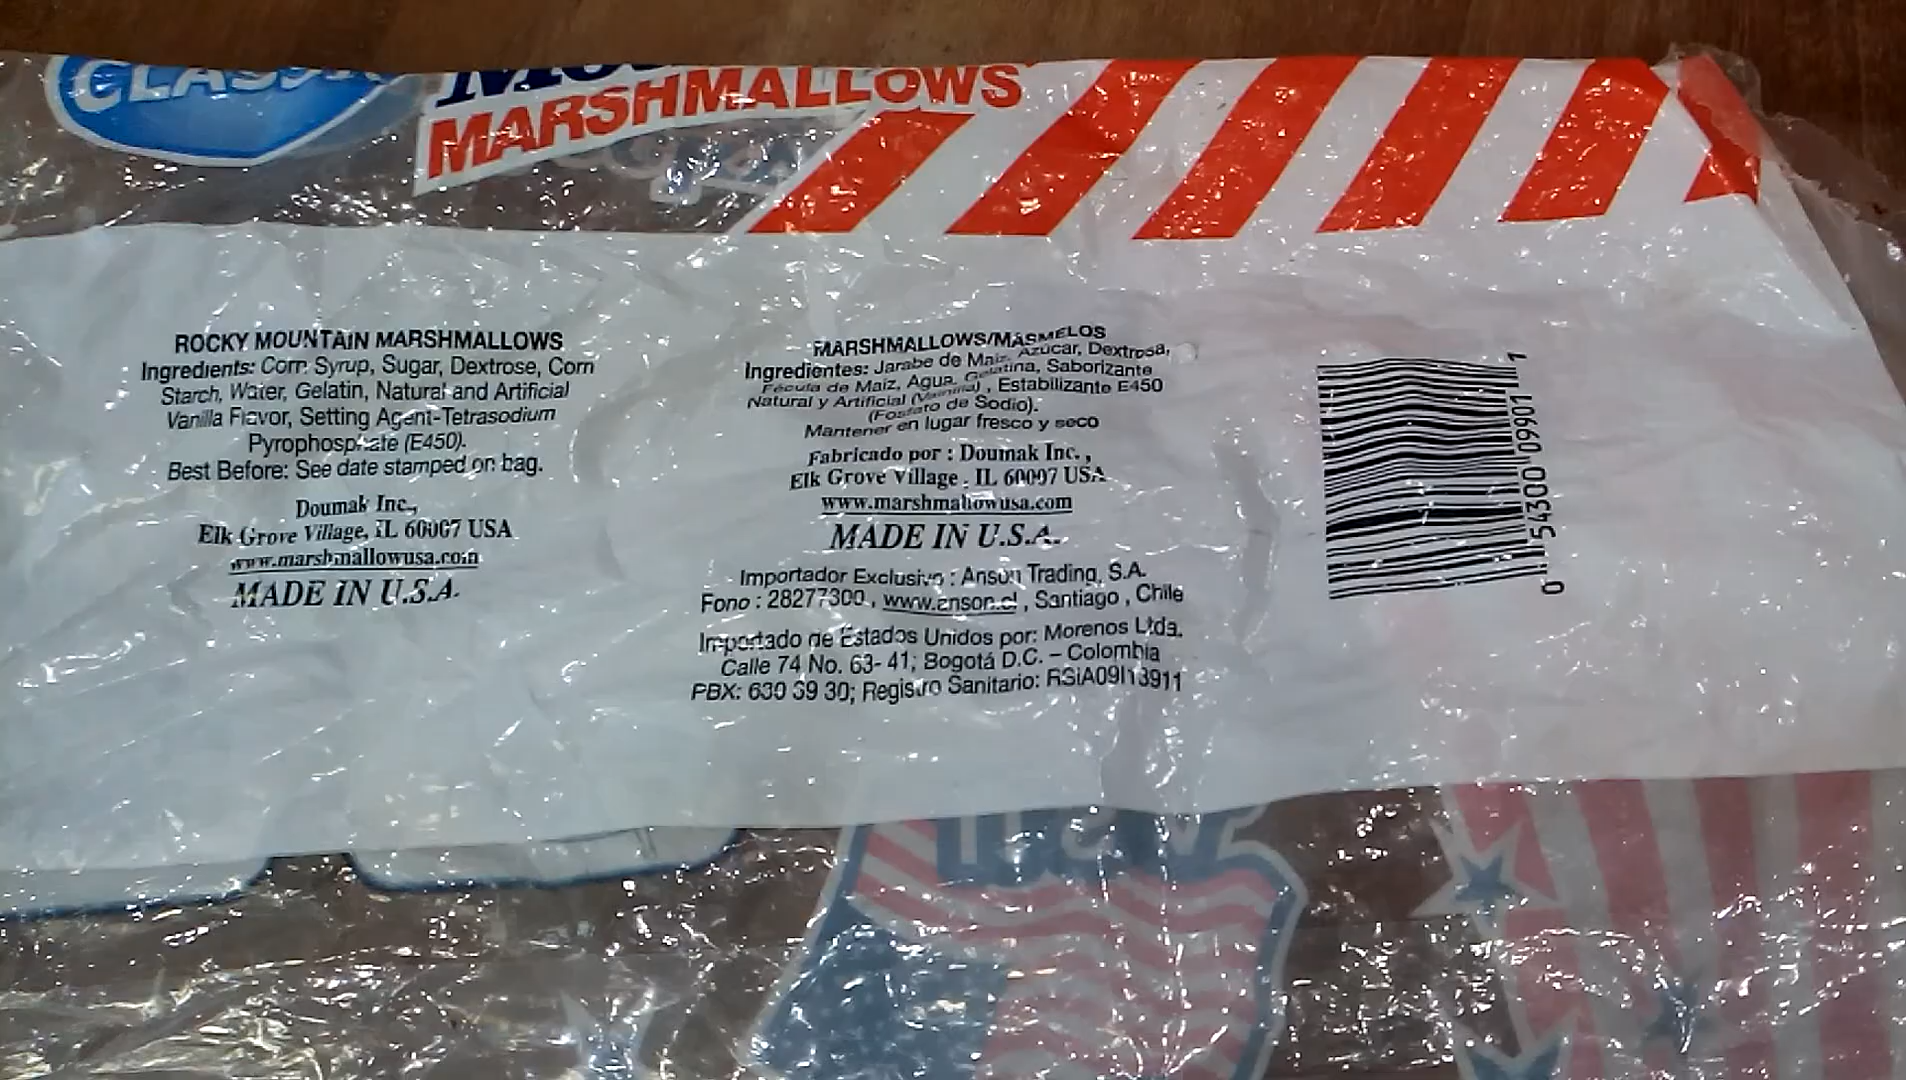 CLASSIC
MARSHMALLOWS
ROCKY MOUNTAIN MARSHMALLOWS
Ingredients: Corn Syrup, Sugar, Dextrose, Corn
Starch, Water, Gelatin, Natural and Artificial
Vanilla Flavor, Setting Agent-Tetrasodium
Pyrophosphate (E450).
Best Before: See date stamped on bag.
Doumak Inc.,
Elk Grove Village, IL 60007 USA
www.marshmallowusa.com
MADE IN U.S.A.
MARSHMALLOWS/MASMELOS
Ingredientes: Jarabe de Maiz, Azucar, Dextrosa,
Fécula de Maiz, Agua, Gelatina, Saborizante
Natural y Artificial (Vainilla), Estabilizante E450
(Fosfato de Sodio).
Mantener en lugar fresco y seco
Fabricado por : Doumak Inc.,
Elk Grove Village, IL 60007 USA
www.marshmallowusa.com
MADE IN U.S.A.
Importador Exclusivo : Anson Trading, S.A.
Fono : 28277300, www.anson.cl, Santiago, Chile
Importado de Estados Unidos por: Morenos Ltda.
Calle 74 No. 63- 41; Bogotá D.C. – Colombia
PBX: 630 39 30; Registro Sanitario: RSiA09I13911
0 54300 09901 1